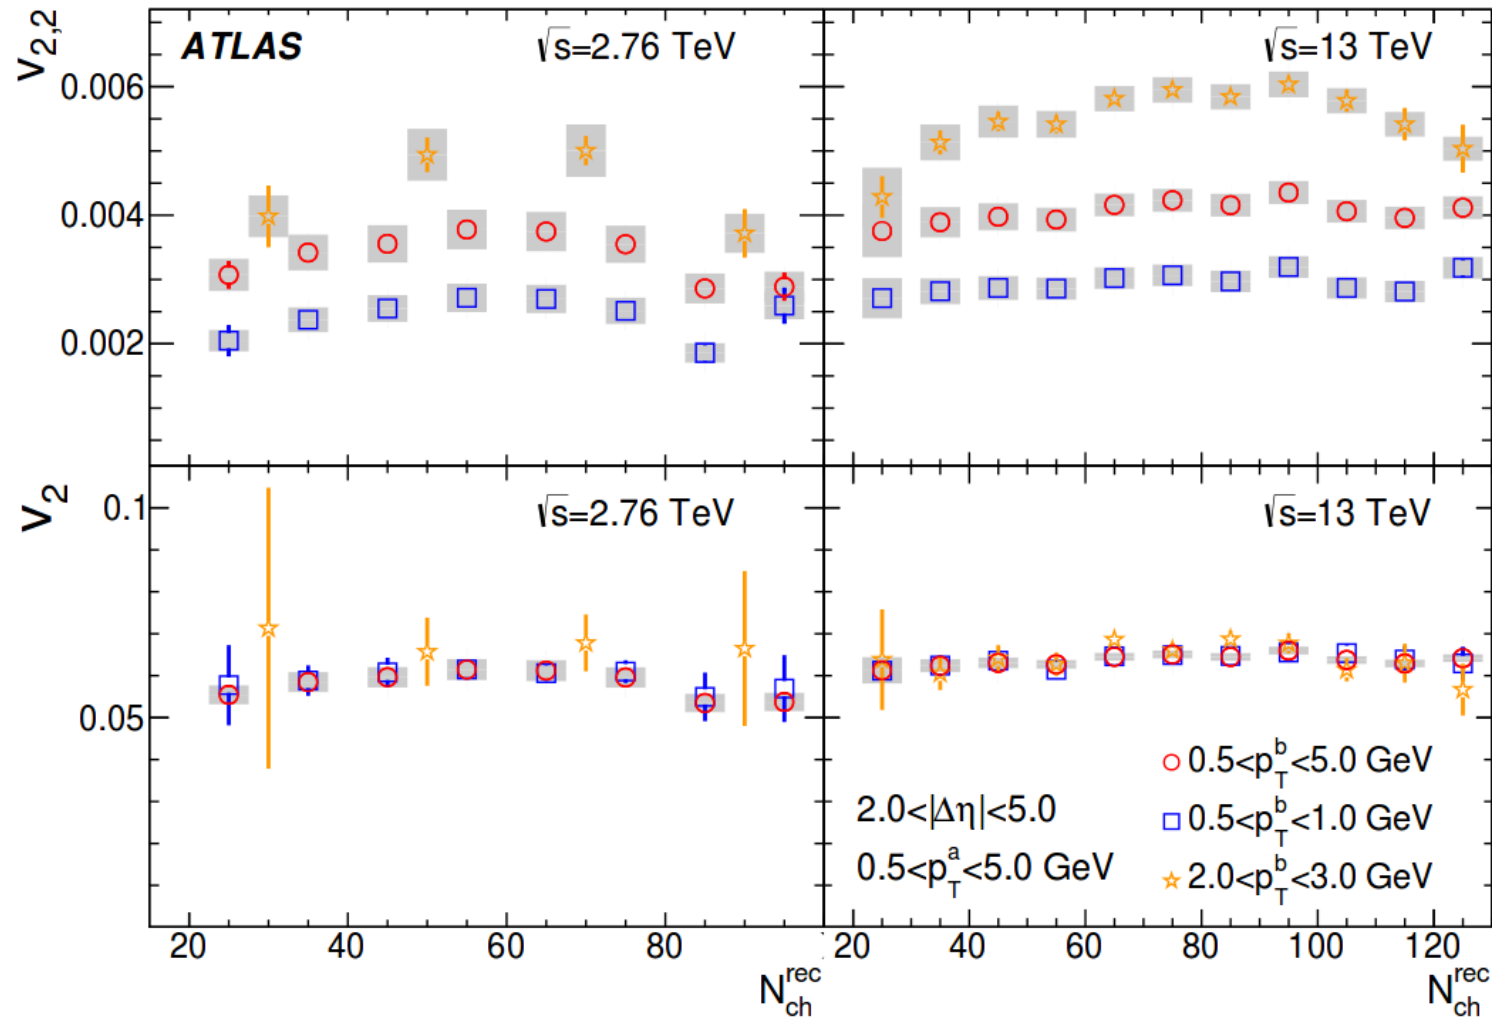 ATLAS
√s=2.76 TeV
√s=13 TeV
v2,2
0.006
0.004
0.002
√s=2.76 TeV
√s=13 TeV
v2
0.1
0.05
0.5<p_T^b<5.0 GeV
2.0<|Δη|<5.0
0.5<p_T^b<1.0 GeV
0.5<p_T^a<5.0 GeV
2.0<p_T^b<3.0 GeV
20 40 60 80
20 40 60 80 100 120
N_ch^rec
N_ch^rec